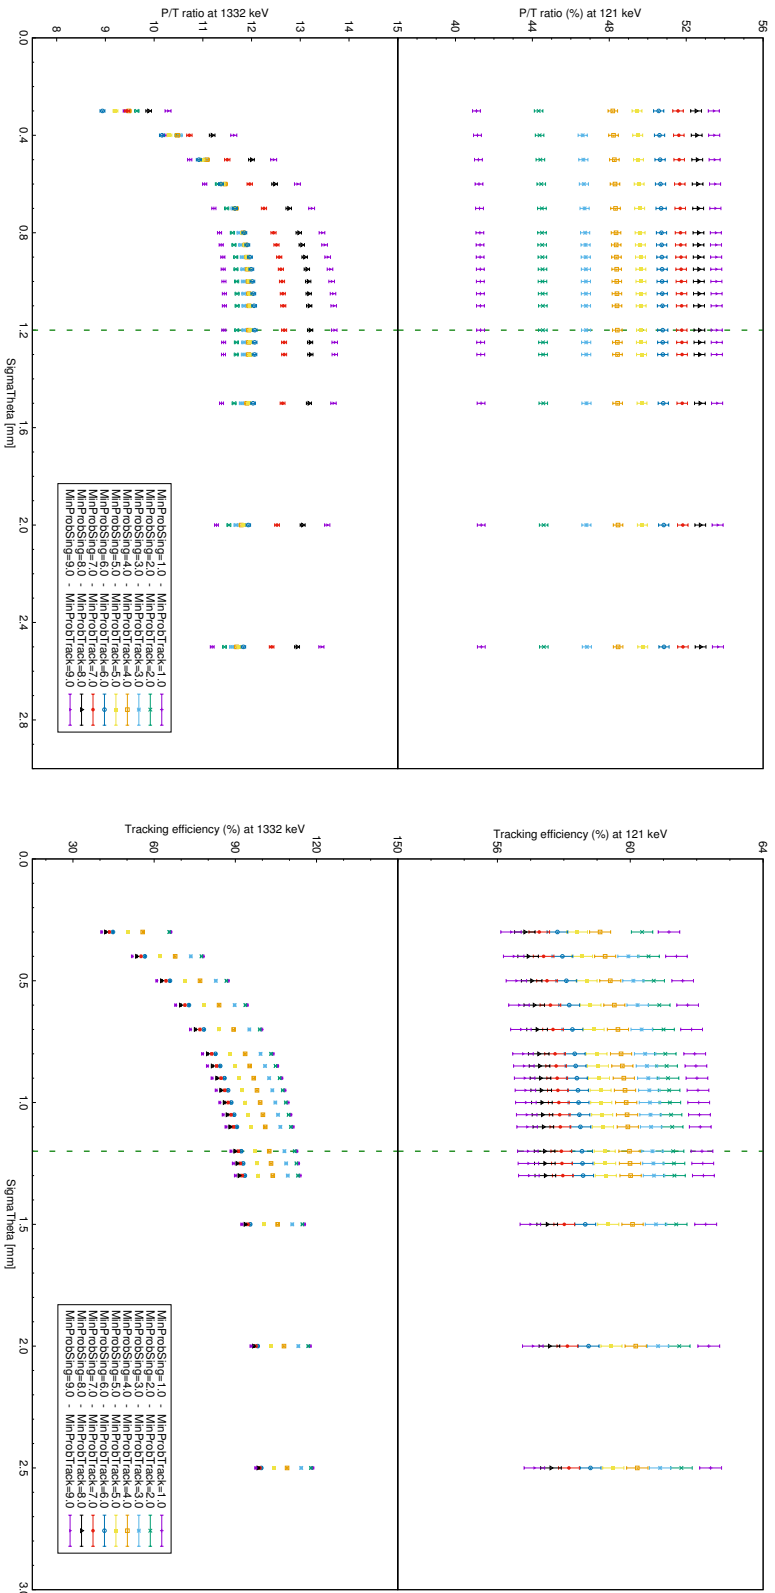 P/T ratio (%) at 121 keV
56
52
48
44
40
P/T ratio at 1332 keV
15
14
13
12
11
10
9
8
0.0 0.4 0.8 1.2 1.6 2.0 2.4 2.8
SigmaTheta [mm]
MinProbSing=1.0 - MinProbTrack=1.0
MinProbSing=2.0 - MinProbTrack=2.0
MinProbSing=3.0 - MinProbTrack=3.0
MinProbSing=4.0 - MinProbTrack=4.0
MinProbSing=5.0 - MinProbTrack=5.0
MinProbSing=6.0 - MinProbTrack=6.0
MinProbSing=7.0 - MinProbTrack=7.0
MinProbSing=8.0 - MinProbTrack=8.0
MinProbSing=9.0 - MinProbTrack=9.0
Tracking efficiency (%) at 121 keV
64
60
56
Tracking efficiency (%) at 1332 keV
150
120
90
60
30
0.0 0.5 1.0 1.5 2.0 2.5
SigmaTheta [mm]
MinProbSing=1.0 - MinProbTrack=1.0
MinProbSing=2.0 - MinProbTrack=2.0
MinProbSing=3.0 - MinProbTrack=3.0
MinProbSing=4.0 - MinProbTrack=4.0
MinProbSing=5.0 - MinProbTrack=5.0
MinProbSing=6.0 - MinProbTrack=6.0
MinProbSing=7.0 - MinProbTrack=7.0
MinProbSing=8.0 - MinProbTrack=8.0
MinProbSing=9.0 - MinProbTrack=9.0